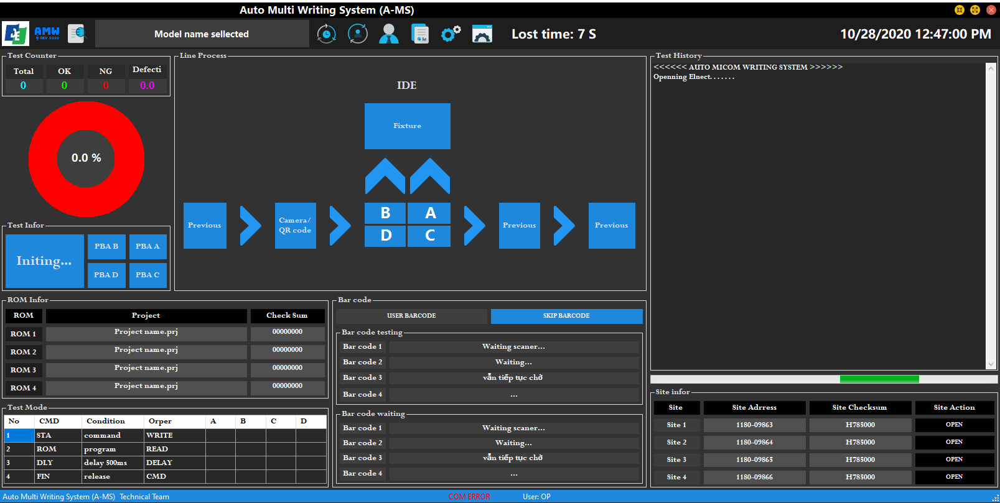 Auto Multi Writing System (A-MS)
AMW
DEV 2020
Model name selected
Lost time: 7 S
10/28/2020 12:47:00 PM
Test Counter
Total OK NG Defecti
0 0 0 0.0
0.0 %
Test Infor
Initing...
PBA B PBA A
PBA D PBA C
Line Process
IDE
Fixture
Previous
Camera/
QR code
B A
D C
Previous
Previous
Test History
<<<<<< AUTO MICOM WRITING SYSTEM >>>>>>
Openning Elnect.......
ROM Infor
ROM Project Check Sum
ROM 1 Project name.prj 00000000
ROM 2 Project name.prj 00000000
ROM 3 Project name.prj 00000000
ROM 4 Project name.prj 00000000
Test Mode
No CMD Condition Orper A B C D
1 STA command WRITE
2 ROM program READ
3 DLY delay 500ms DELAY
4 FIN release CMD
Bar code
USER BARCODE SKIP BARCODE
Bar code testing
Bar code 1 Waiting scaner...
Bar code 2 Waiting...
Bar code 3 vẫn tiếp tục chờ
Bar code 4 ...
Bar code waiting
Bar code 1 Waiting scaner...
Bar code 2 Waiting...
Bar code 3 vẫn tiếp tục chờ
Bar code 4 ...
Site infor
Site Site Adrress Site Checksum Site Action
Site 1 1180-09863 H785000 OPEN
Site 2 1180-09864 H785000 OPEN
Site 3 1180-09865 H785000 OPEN
Site 4 1180-09866 H785000 OPEN
Auto Multi Writing System (A-MS) Technical Team COM ERROR User: OP